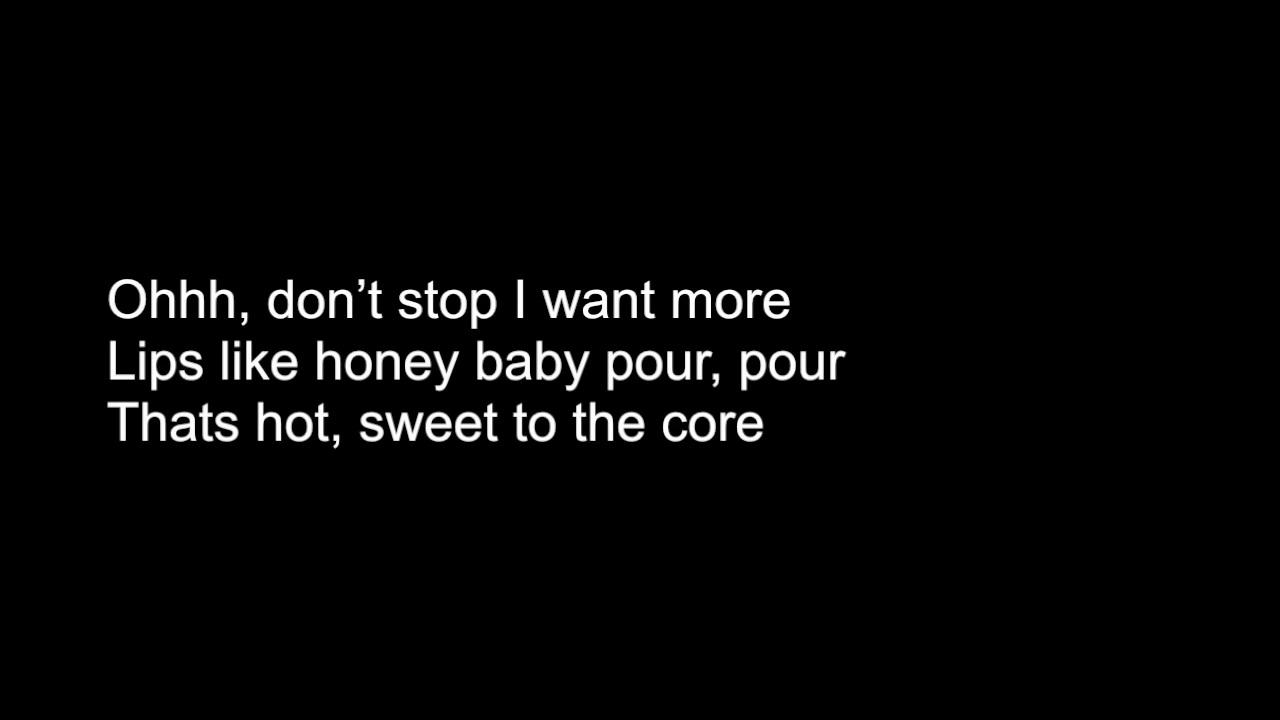 Ohhh, don’t stop I want more
Lips like honey baby pour, pour
Thats hot, sweet to the core